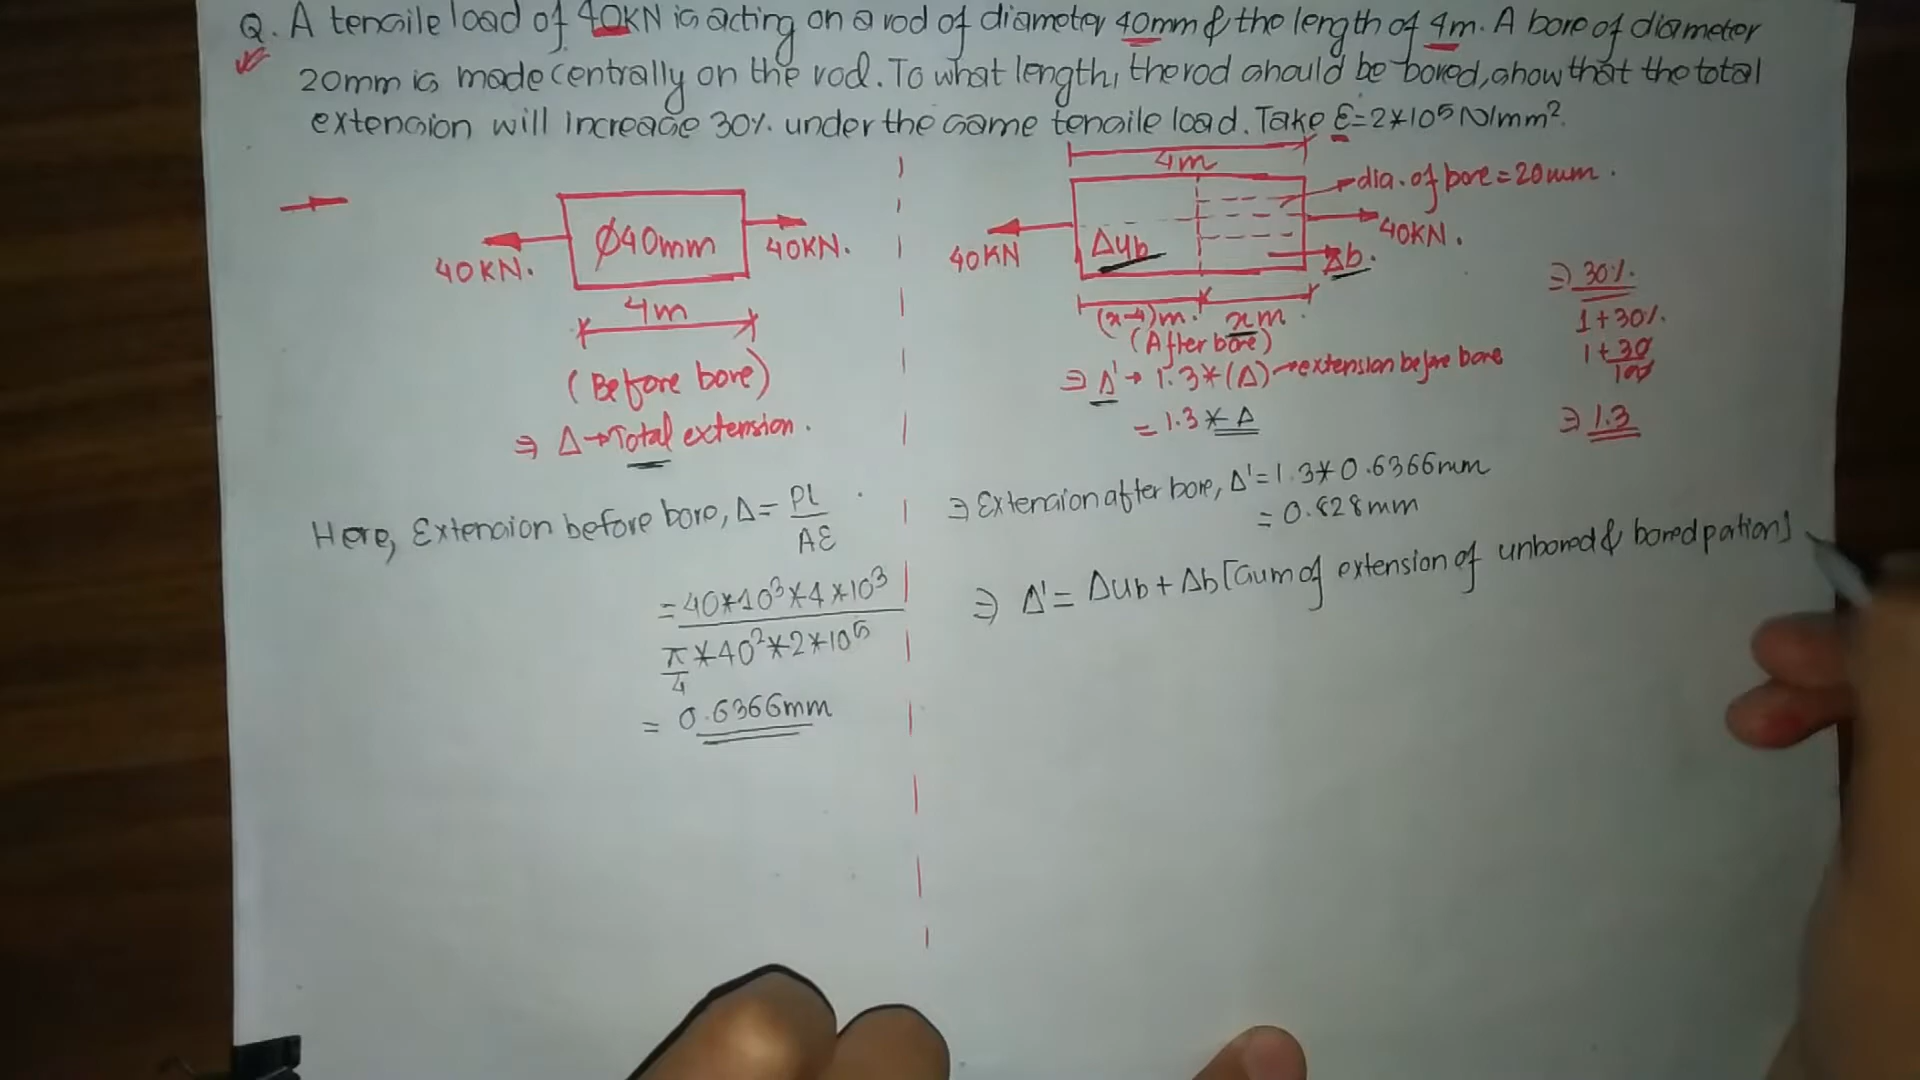 Q. A tensile load of 40KN is acting on a rod of diameter 40mm & the length of 4m. A bore of diameter
20mm is made centrally on the rod. To what length, the rod should be bored, show that the total
extension will increase 30%. under the same tensile load. Take E=2*10⁵N/mm².
4m
dia. of bore = 20mm.
Ø40mm
40KN.
40KN.
40KN
Δub
40KN.
Δb.
4m
(x-4)m.
xm
(After bore)
(Before bore)
⇒ Δ→Total extension.
⇒ Δ' → 1.3*(Δ)→extension before bore
= 1.3*Δ
⇒ 30%.
1+30%.
1+30/100
⇒ 1.3
Here, Extension before bore, Δ= PL/AE
= 40*10³*4*10³
π/4*40²*2*10⁵
= 0.6366mm
⇒ Extension after bore, Δ'=1.3*0.6366mm
= 0.828mm
⇒ Δ'= Δub+Δb[sum of extension of unbored & bored pation]